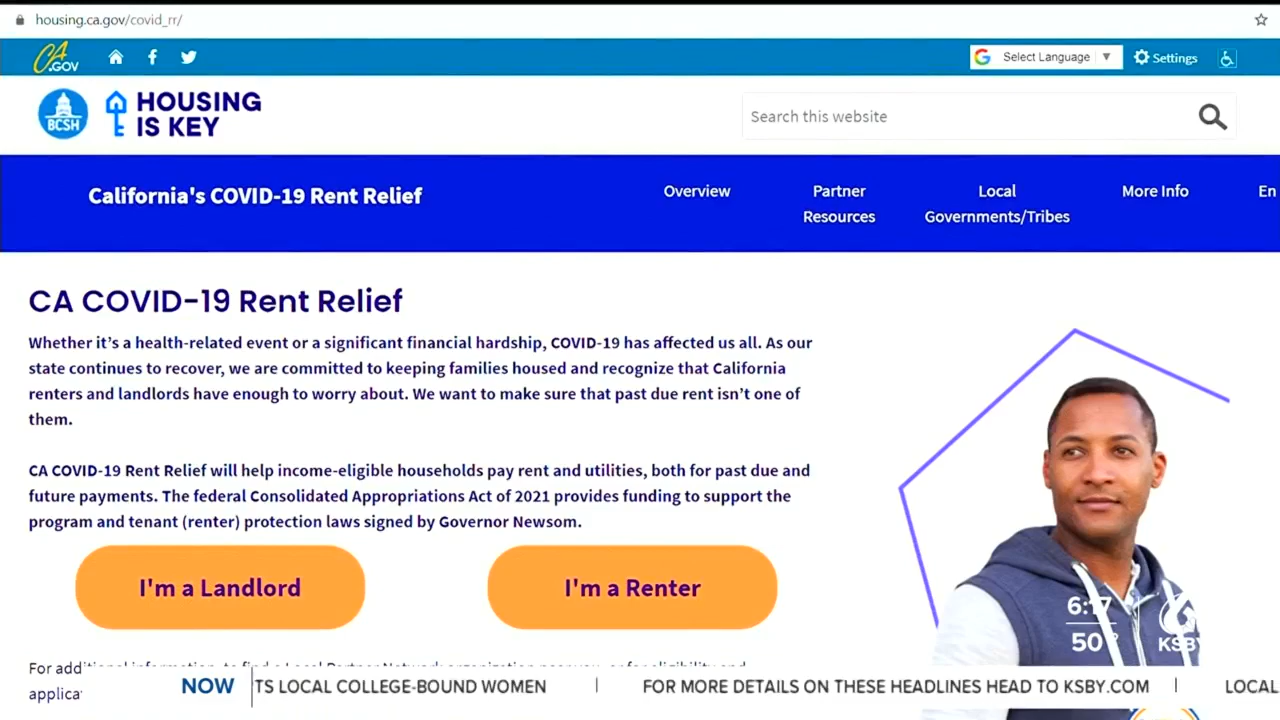 housing.ca.gov/covid_rr/
CA.GOV
Select Language ▼
Settings
BCSH
HOUSING
IS KEY
Search this website
California's COVID-19 Rent Relief
Overview
Partner
Resources
Local
Governments/Tribes
More Info
En
CA COVID-19 Rent Relief
Whether it's a health-related event or a significant financial hardship, COVID-19 has affected us all. As our
state continues to recover, we are committed to keeping families housed and recognize that California
renters and landlords have enough to worry about. We want to make sure that past due rent isn't one of
them.
CA COVID-19 Rent Relief will help income-eligible households pay rent and utilities, both for past due and
future payments. The federal Consolidated Appropriations Act of 2021 provides funding to support the
program and tenant (renter) protection laws signed by Governor Newsom.
I'm a Landlord
I'm a Renter
6:17
50°
KSBY
For additional information, to find a Local Partner Network organization near you, or for eligibility and
applica
NOW
TS LOCAL COLLEGE-BOUND WOMEN | FOR MORE DETAILS ON THESE HEADLINES HEAD TO KSBY.COM | LOCAL